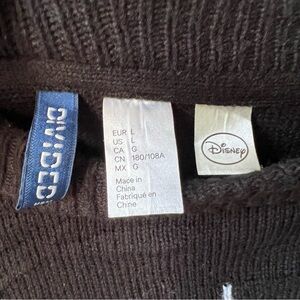 DIVIDED
EUR L
US L
CA G
CN 180/108A
MX G
Made in
China
Fabriqué en
Chine
Disney